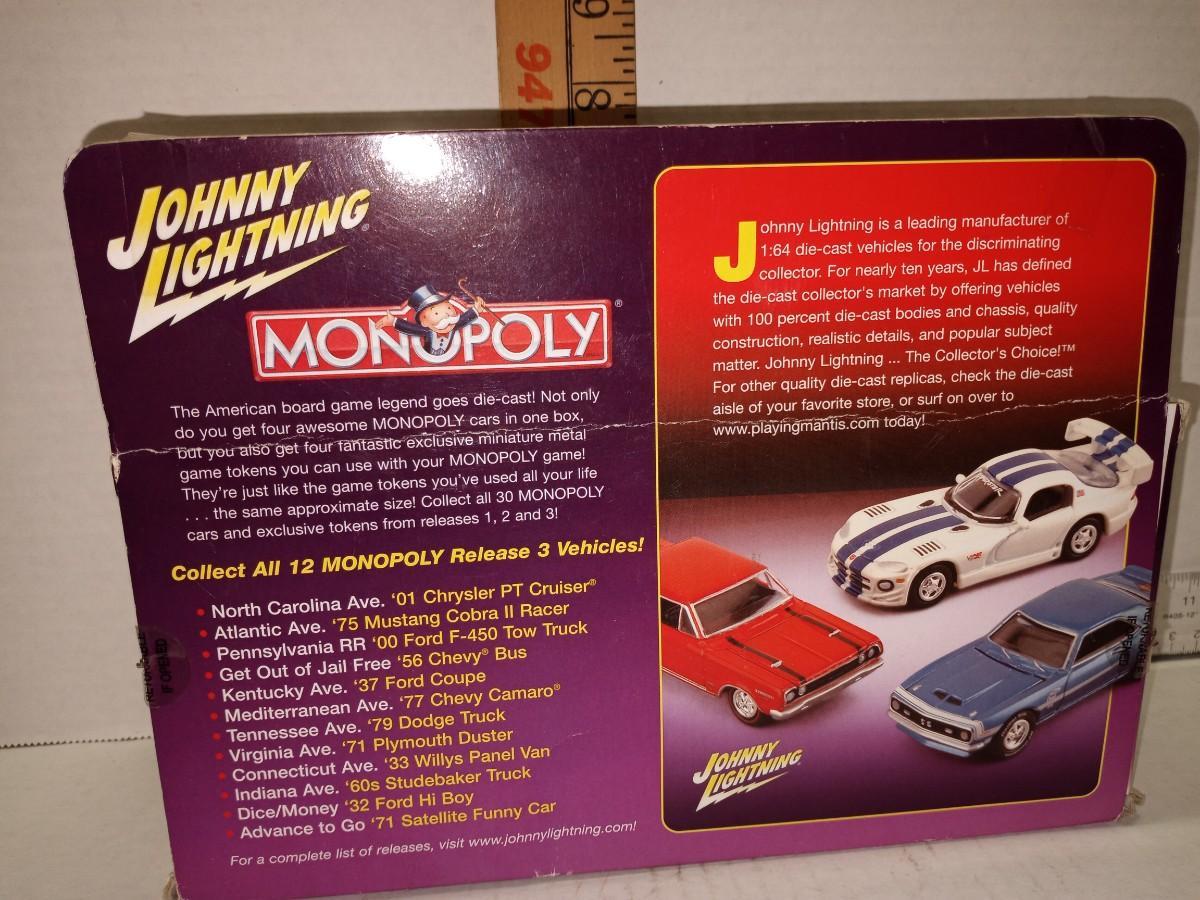 9
947
8
JOHNNY
LIGHTNING®
MONOPOLY®
The American board game legend goes die-cast! Not only
do you get four awesome MONOPOLY cars in one box,
but you also get four fantastic exclusive miniature metal
game tokens you can use with your MONOPOLY game!
They're just like the game tokens you've used all your life
. . . the same approximate size! Collect all 30 MONOPOLY
cars and exclusive tokens from releases 1, 2 and 3!
Collect All 12 MONOPOLY Release 3 Vehicles!
• North Carolina Ave. ‘01 Chrysler PT Cruiser®
• Atlantic Ave. ‘75 Mustang Cobra II Racer
• Pennsylvania RR ‘00 Ford F-450 Tow Truck
• Get Out of Jail Free ‘56 Chevy® Bus
• Kentucky Ave. ‘37 Ford Coupe
• Mediterranean Ave. ‘77 Chevy Camaro®
• Tennessee Ave. ‘79 Dodge Truck
• Virginia Ave. ‘71 Plymouth Duster
• Connecticut Ave. ‘33 Willys Panel Van
• Indiana Ave. ‘60s Studebaker Truck
• Dice/Money ‘32 Ford Hi Boy
• Advance to Go ‘71 Satellite Funny Car
For a complete list of releases, visit www.johnnylightning.com!
IF OPENED
Johnny Lightning is a leading manufacturer of
1:64 die-cast vehicles for the discriminating
collector. For nearly ten years, JL has defined
the die-cast collector's market by offering vehicles
with 100 percent die-cast bodies and chassis, quality
construction, realistic details, and popular subject
matter. Johnny Lightning ... The Collector's Choice!™
For other quality die-cast replicas, check the die-cast
aisle of your favorite store, or surf on over to
www.playingmantis.com today!
JOHNNY
LIGHTNING
11